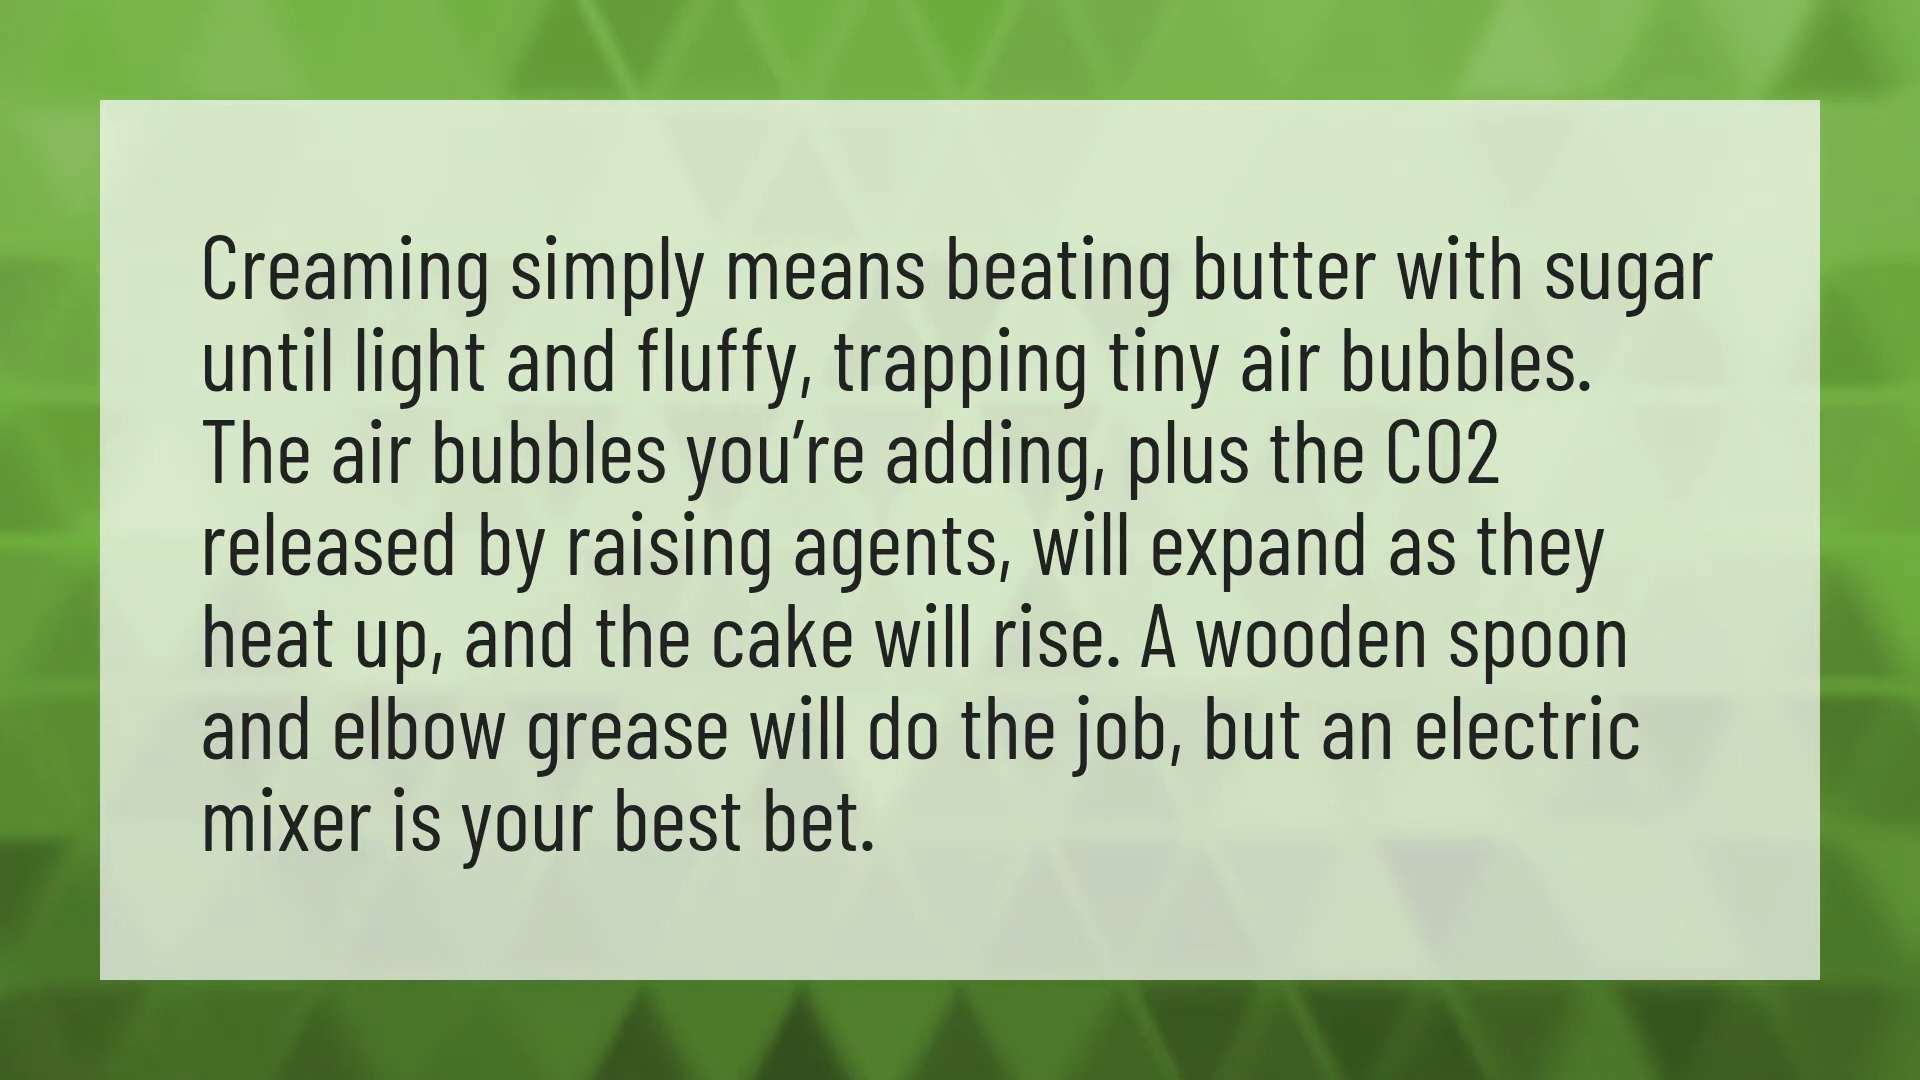 Creaming simply means beating butter with sugar
until light and fluffy, trapping tiny air bubbles.
The air bubbles you’re adding, plus the CO2
released by raising agents, will expand as they
heat up, and the cake will rise. A wooden spoon
and elbow grease will do the job, but an electric
mixer is your best bet.